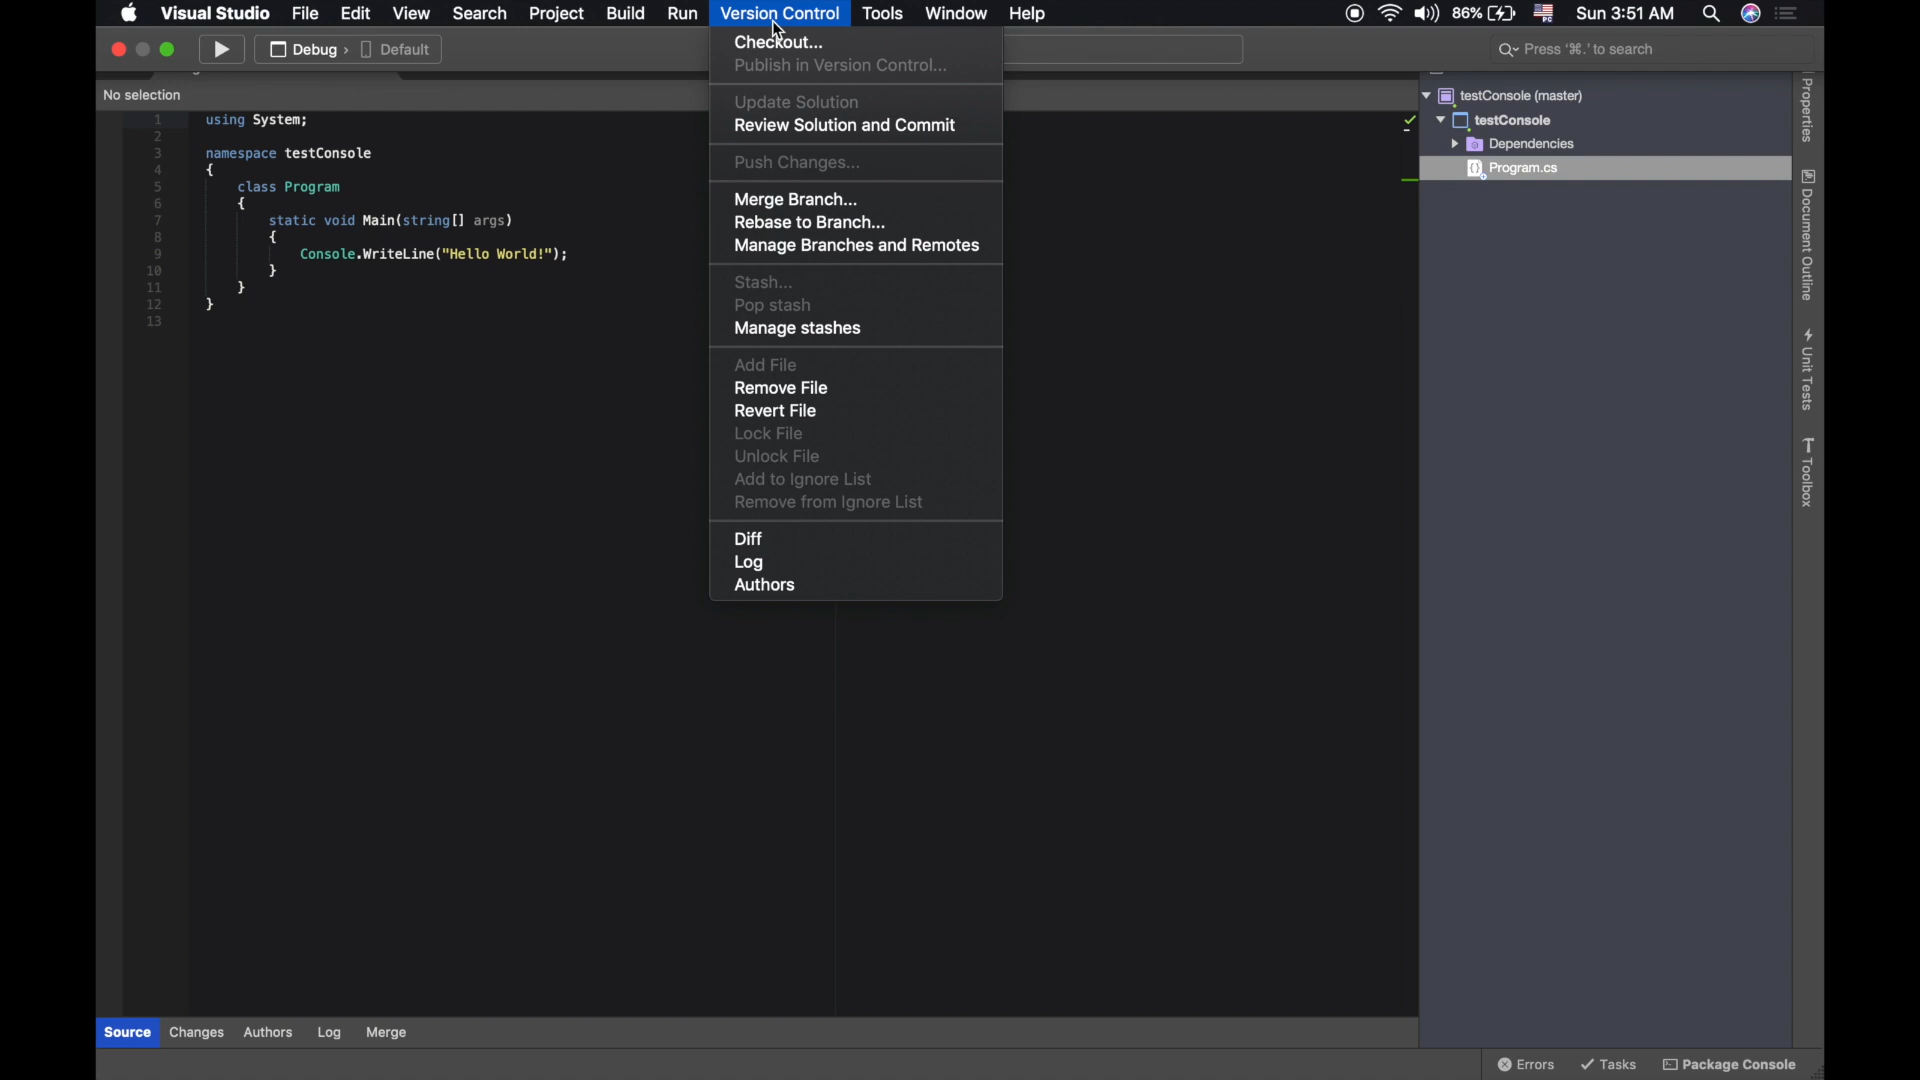 Visual Studio File Edit View Search Project Build Run Version Control Tools Window Help 86% Sun 3:51 AM
Debug › Default
Press '⌘.' to search
No selection
1 using System;
2
3 namespace testConsole
4 {
5 class Program
6 {
7 static void Main(string[] args)
8 {
9 Console.WriteLine("Hello World!");
10 }
11 }
12 }
13
Checkout...
Publish in Version Control...
Update Solution
Review Solution and Commit
Push Changes...
Merge Branch...
Rebase to Branch...
Manage Branches and Remotes
Stash...
Pop stash
Manage stashes
Add File
Remove File
Revert File
Lock File
Unlock File
Add to Ignore List
Remove from Ignore List
Diff
Log
Authors
testConsole (master)
testConsole
Dependencies
Program.cs
Properties
Document Outline
Unit Tests
Toolbox
Source Changes Authors Log Merge
Errors Tasks Package Console